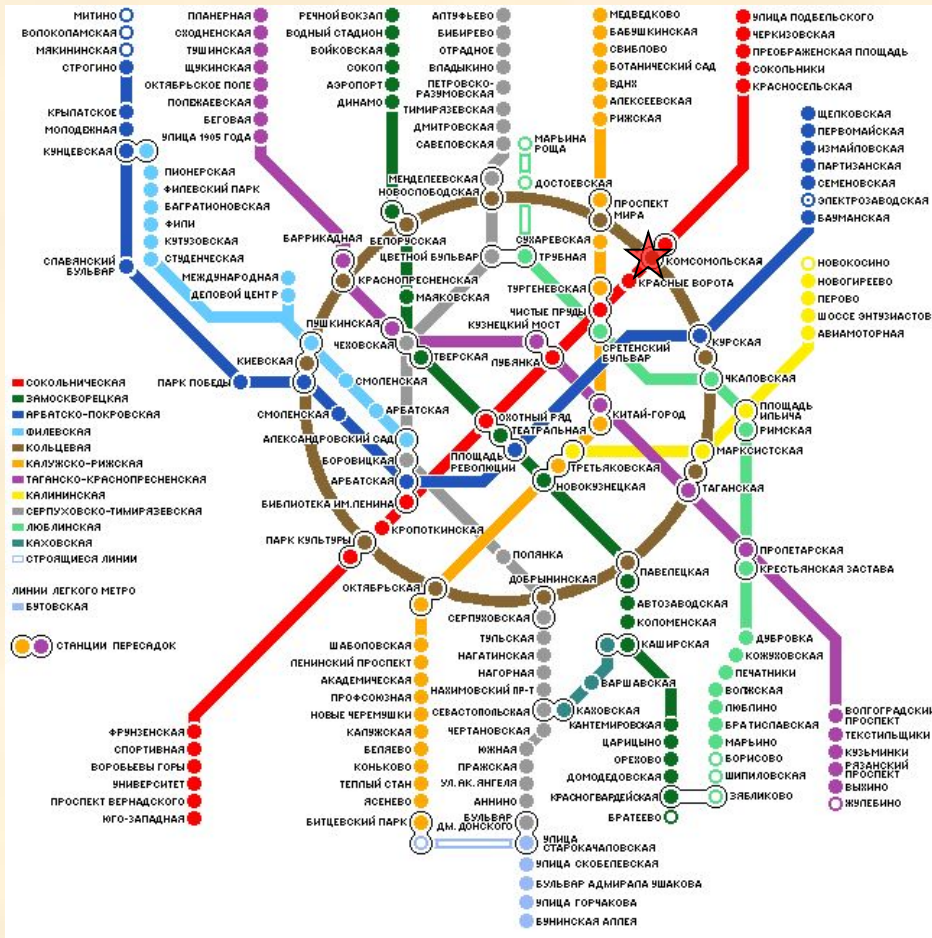 МИТИНО
ВОЛОКОЛАМСКАЯ
МЯКИНИНСКАЯ
СТРОГИНО
КРЫЛАТСКОЕ
МОЛОДЕЖНАЯ
КУНЦЕВСКАЯ
СЛАВЯНСКИЙ
БУЛЬВАР
ПЛАНЕРНАЯ
СХОДНЕНСКАЯ
ТУШИНСКАЯ
ЩУКИНСКАЯ
ОКТЯБРЬСКОЕ ПОЛЕ
ПОЛЕЖАЕВСКАЯ
БЕГОВАЯ
УЛИЦА 1905 ГОДА
ПИОНЕРСКАЯ
ФИЛЕВСКИЙ ПАРК
БАГРАТИОНОВСКАЯ
ФИЛИ
КУТУЗОВСКАЯ
СТУДЕНЧЕСКАЯ
МЕЖДУНАРОДНАЯ
ДЕЛОВОЙ ЦЕНТР
РЕЧНОЙ ВОКЗАЛ
ВОДНЫЙ СТАДИОН
ВОЙКОВСКАЯ
СОКОЛ
АЭРОПОРТ
ДИНАМО
АЛТУФЬЕВО
БИБИРЕВО
ОТРАДНОЕ
ВЛАДЫКИНО
ПЕТРОВСКО-
РАЗУМОВСКАЯ
ТИМИРЯЗЕВСКАЯ
ДМИТРОВСКАЯ
САВЕЛОВСКАЯ
МАРЬИНА
РОЩА
ДОСТОЕВСКАЯ
МЕНДЕЛЕЕВСКАЯ
НОВОСЛОБОДСКАЯ
МЕДВЕДКОВО
БАБУШКИНСКАЯ
СВИБЛОВО
БОТАНИЧЕСКИЙ САД
ВДНХ
АЛЕКСЕЕВСКАЯ
РИЖСКАЯ
ПРОСПЕКТ
МИРА
УЛИЦА ПОДБЕЛЬСКОГО
ЧЕРКИЗОВСКАЯ
ПРЕОБРАЖЕНСКАЯ ПЛОЩАДЬ
СОКОЛЬНИКИ
КРАСНОСЕЛЬСКАЯ
ЩЕЛКОВСКАЯ
ПЕРВОМАЙСКАЯ
ИЗМАЙЛОВСКАЯ
ПАРТИЗАНСКАЯ
СЕМЕНОВСКАЯ
ЭЛЕКТРОЗАВОДСКАЯ
БАУМАНСКАЯ
НОВОКОСИНО
НОВОГИРЕЕВО
ПЕРОВО
ШОССЕ ЭНТУЗИАСТОВ
АВИАМОТОРНАЯ
БАРРИКАДНАЯ
КРАСНОПРЕСНЕНСКАЯ
БЕЛОРУССКАЯ
ЦВЕТНОЙ БУЛЬВАР
ТРУБНАЯ
СУХАРЕВСКАЯ
КОМСОМОЛЬСКАЯ
КРАСНЫЕ ВОРОТА
МАЯКОВСКАЯ
ТУРГЕНЕВСКАЯ
ЧИСТЫЕ ПРУДЫ
КУЗНЕЦКИЙ МОСТ
ПУШКИНСКАЯ
ЧЕХОВСКАЯ
ТВЕРСКАЯ
ЛУБЯНКА
СРЕТЕНСКИЙ
БУЛЬВАР
КУРСКАЯ
ЧКАЛОВСКАЯ
КИЕВСКАЯ
ПАРК ПОБЕДЫ
СМОЛЕНСКАЯ
АРБАТСКАЯ
СМОЛЕНСКАЯ
АЛЕКСАНДРОВСКИЙ САД
БОРОВИЦКАЯ
АРБАТСКАЯ
БИБЛИОТЕКА ИМ.ЛЕНИНА
КРОПОТКИНСКАЯ
ПАРК КУЛЬТУРЫ
ОХОТНЫЙ РЯД
ТЕАТРАЛЬНАЯ
ПЛОЩАДЬ
РЕВОЛЮЦИИ
КИТАЙ-ГОРОД
ТРЕТЬЯКОВСКАЯ
НОВОКУЗНЕЦКАЯ
ПЛОЩАДЬ
ИЛЬИЧА
РИМСКАЯ
МАРКСИСТСКАЯ
ТАГАНСКАЯ
ПРОЛЕТАРСКАЯ
КРЕСТЬЯНСКАЯ ЗАСТАВА
ПОЛЯНКА
ОКТЯБРЬСКАЯ
ДОБРЫНИНСКАЯ
СЕРПУХОВСКАЯ
ПАВЕЛЕЦКАЯ
АВТОЗАВОДСКАЯ
КОЛОМЕНСКАЯ
КАШИРСКАЯ
ВАРШАВСКАЯ
КАХОВСКАЯ
КАНТЕМИРОВСКАЯ
ЦАРИЦЫНО
ОРЕХОВО
ДОМОДЕДОВСКАЯ
КРАСНОГВАРДЕЙСКАЯ
БРАТЕЕВО
СОКОЛЬНИЧЕСКАЯ
ЗАМОСКВОРЕЦКАЯ
АРБАТСКО-ПОКРОВСКАЯ
ФИЛЕВСКАЯ
КОЛЬЦЕВАЯ
КАЛУЖСКО-РИЖСКАЯ
ТАГАНСКО-КРАСНОПРЕСНЕНСКАЯ
КАЛИНИНСКАЯ
СЕРПУХОВСКО-ТИМИРЯЗЕВСКАЯ
ЛЮБЛИНСКАЯ
КАХОВСКАЯ
СТРОЯЩИЕСЯ ЛИНИИ
ЛИНИИ ЛЕГКОГО МЕТРО
БУТОВСКАЯ
СТАНЦИИ ПЕРЕСАДОК
ФРУНЗЕНСКАЯ
СПОРТИВНАЯ
ВОРОБЬЕВЫ ГОРЫ
УНИВЕРСИТЕТ
ПРОСПЕКТ ВЕРНАДСКОГО
ЮГО-ЗАПАДНАЯ
ШАБОЛОВСКАЯ
ЛЕНИНСКИЙ ПРОСПЕКТ
АКАДЕМИЧЕСКАЯ
ПРОФСОЮЗНАЯ
НОВЫЕ ЧЕРЕМУШКИ
КАЛУЖСКАЯ
БЕЛЯЕВО
КОНЬКОВО
ТЕПЛЫЙ СТАН
ЯСЕНЕВО
БИТЦЕВСКИЙ ПАРК
ТУЛЬСКАЯ
НАГАТИНСКАЯ
НАГОРНАЯ
НАХИМОВСКИЙ ПР-Т
СЕВАСТОПОЛЬСКАЯ
ЧЕРТАНОВСКАЯ
ЮЖНАЯ
ПРАЖСКАЯ
УЛ.АК.ЯНГЕЛЯ
АННИНО
БУЛЬВАР
ДМ.ДОНСКОГО
УЛИЦА
СТАРОКАЧАЛОВСКАЯ
УЛИЦА СКОБЕЛЕВСКАЯ
БУЛЬВАР АДМИРАЛА УШАКОВА
УЛИЦА ГОРЧАКОВА
БУНИНСКАЯ АЛЛЕЯ
ДУБРОВКА
КОЖУХОВСКАЯ
ПЕЧАТНИКИ
ВОЛЖСКАЯ
ЛЮБЛИНО
БРАТИСЛАВСКАЯ
МАРЬИНО
БОРИСОВО
ШИПИЛОВСКАЯ
ЗЯБЛИКОВО
ВОЛГОГРАДСКИЙ
ПРОСПЕКТ
ТЕКСТИЛЬЩИКИ
КУЗЬМИНКИ
РЯЗАНСКИЙ
ПРОСПЕКТ
ВЫХИНО
ЖУЛЕБИНО